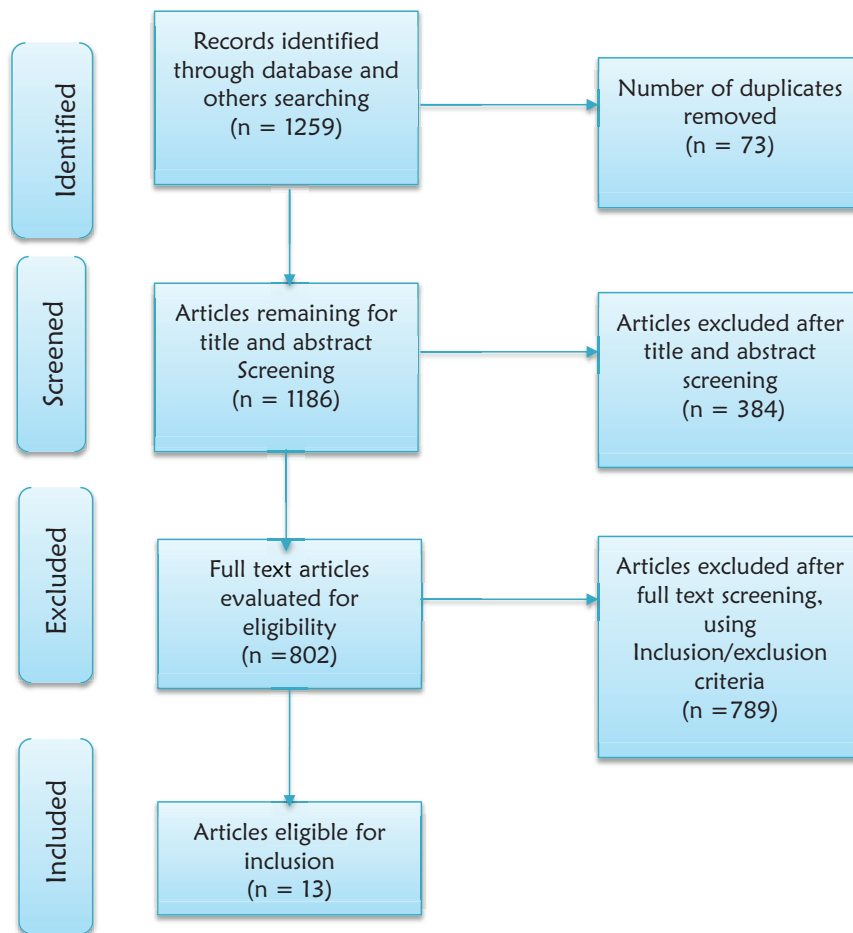 Identified
Records identified
through database and
others searching
(n = 1259)
Number of duplicates
removed
(n = 73)
Screened
Articles remaining for
title and abstract
Screening
(n = 1186)
Articles excluded after
title and abstract
screening
(n = 384)
Excluded
Full text articles
evaluated for
eligibility
(n =802)
Articles excluded after
full text screening,
using
Inclusion/exclusion
criteria
(n =789)
Included
Articles eligible for
inclusion
(n = 13)